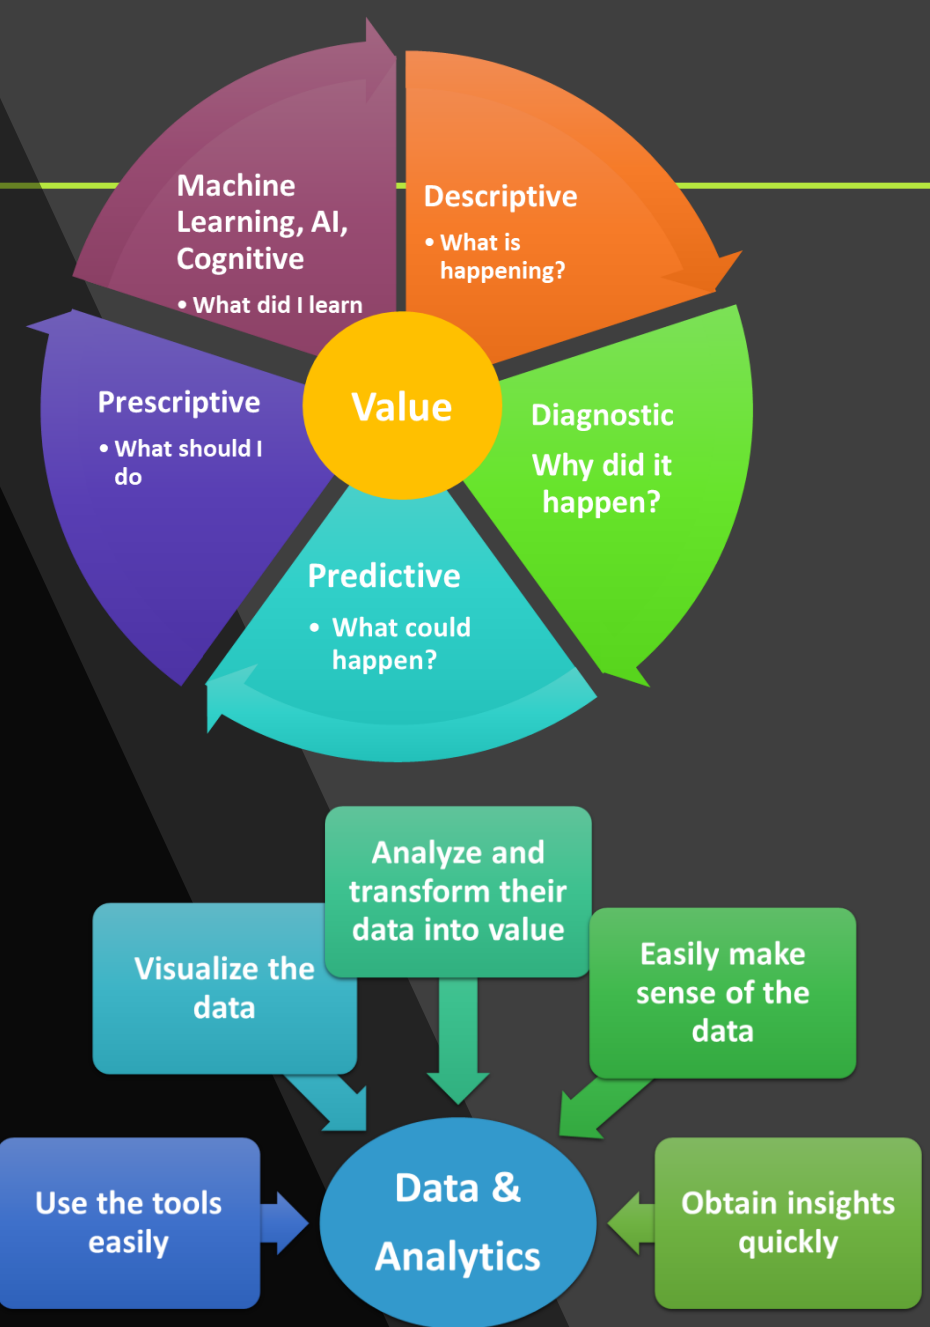 Machine
Learning, AI,
Cognitive
• What did I learn
Descriptive
• What is
happening?
Prescriptive
• What should I
do
Value
Diagnostic
Why did it
happen?
Predictive
• What could
happen?
Analyze and
transform their
data into value
Visualize the
data
Easily make
sense of the
data
Use the tools
easily
Data &
Analytics
Obtain insights
quickly